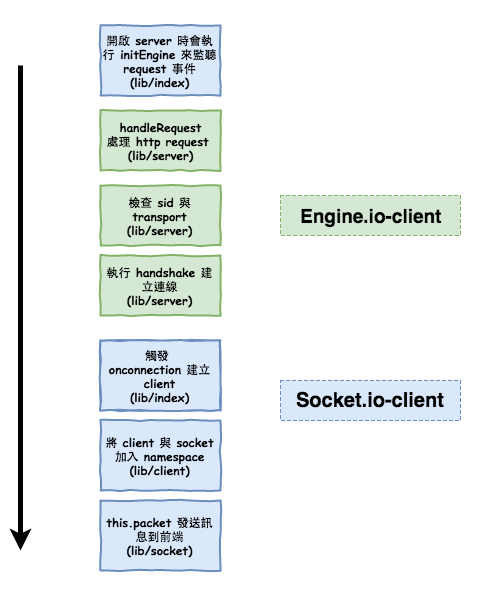 開啟 server 時會執
行 initEngine 來監聽
request 事件
(lib/index)
handleRequest
處理 http request
(lib/server)
檢查 sid 與
transport
(lib/server)
Engine.io-client
執行 handshake 建
立連線
(lib/server)
觸發
onconnection 建立
client
(lib/index)
Socket.io-client
將 client 與 socket
加入 namespace
(lib/client)
this.packet 發送訊
息到前端
(lib/socket)